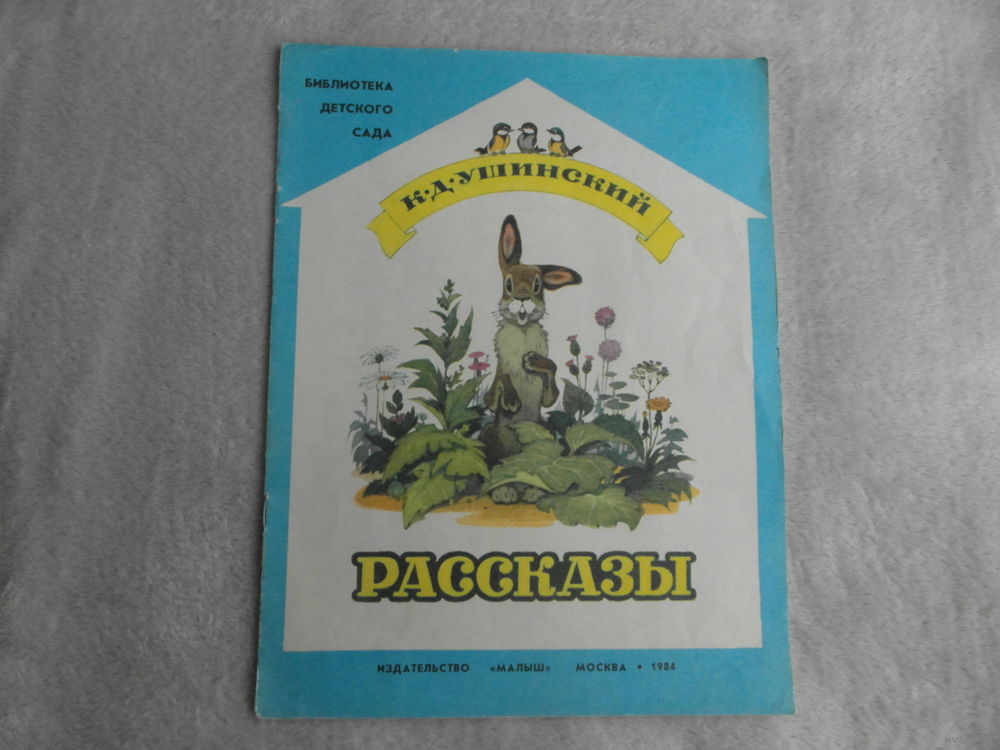 БИБЛИОТЕКА
ДЕТСКОГО
САДА
К·Д·УШИНСКИЙ
РАССКАЗЫ
ИЗДАТЕЛЬСТВО «МАЛЫШ» МОСКВА • 1984